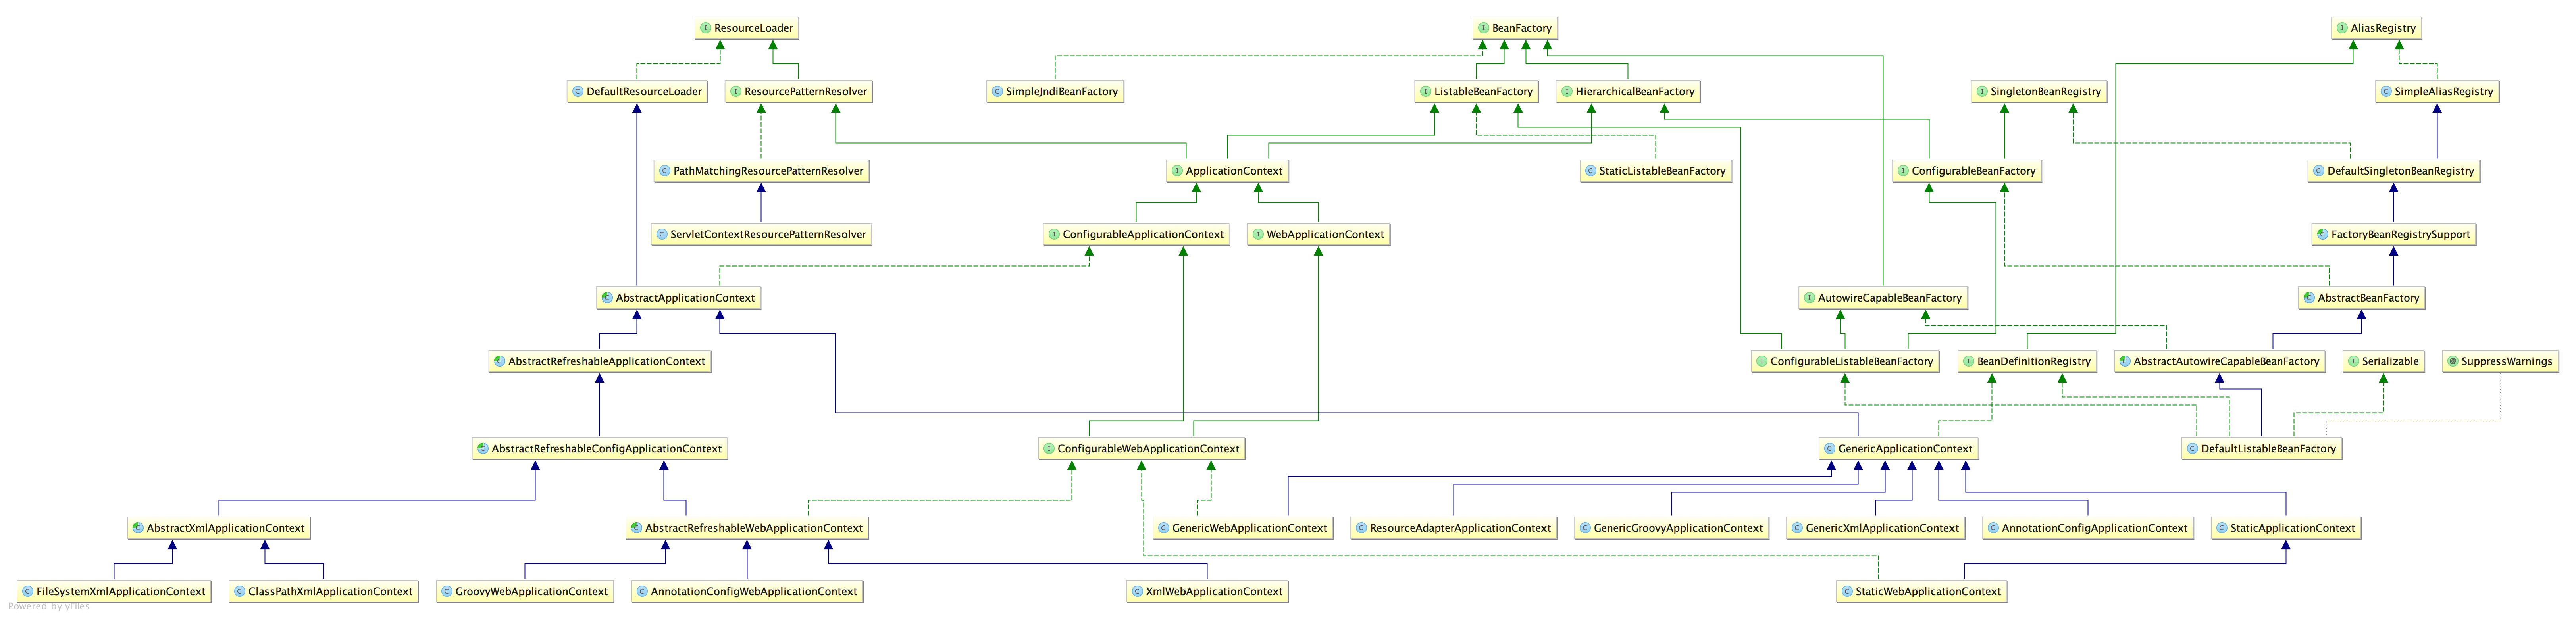 ResourceLoader
BeanFactory
AliasRegistry
DefaultResourceLoader
ResourcePatternResolver
SimpleJndiBeanFactory
ListableBeanFactory
HierarchicalBeanFactory
SingletonBeanRegistry
SimpleAliasRegistry
PathMatchingResourcePatternResolver
ApplicationContext
StaticListableBeanFactory
ConfigurableBeanFactory
DefaultSingletonBeanRegistry
ServletContextResourcePatternResolver
ConfigurableApplicationContext
WebApplicationContext
FactoryBeanRegistrySupport
AbstractApplicationContext
AutowireCapableBeanFactory
AbstractBeanFactory
AbstractRefreshableApplicationContext
ConfigurableListableBeanFactory
BeanDefinitionRegistry
AbstractAutowireCapableBeanFactory
Serializable
SuppressWarnings
AbstractRefreshableConfigApplicationContext
ConfigurableWebApplicationContext
GenericApplicationContext
DefaultListableBeanFactory
AbstractXmlApplicationContext
AbstractRefreshableWebApplicationContext
GenericWebApplicationContext
ResourceAdapterApplicationContext
GenericGroovyApplicationContext
GenericXmlApplicationContext
AnnotationConfigApplicationContext
StaticApplicationContext
FileSystemXmlApplicationContext
ClassPathXmlApplicationContext
GroovyWebApplicationContext
AnnotationConfigWebApplicationContext
XmlWebApplicationContext
StaticWebApplicationContext
Powered by yFiles